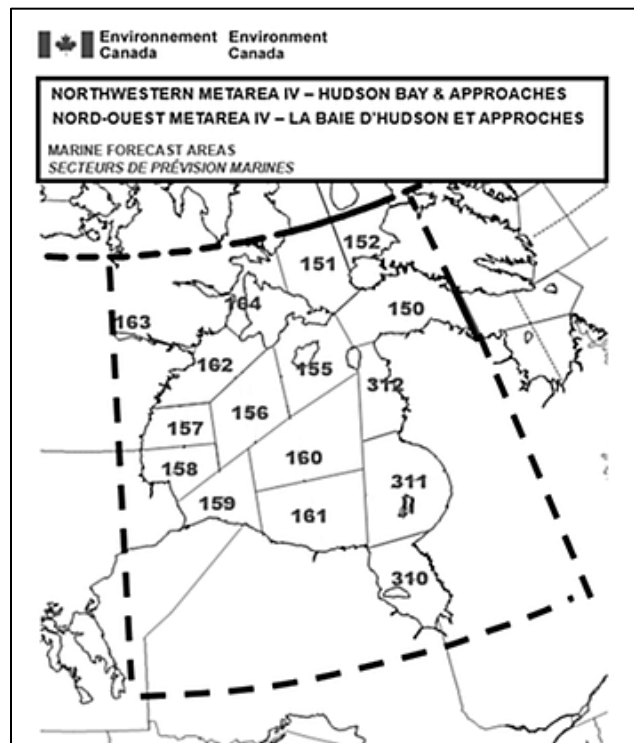 Environnement Environment
Canada Canada
NORTHWESTERN METAREA IV – HUDSON BAY & APPROACHES
NORD-OUEST METAREA IV – LA BAIE D'HUDSON ET APPROCHES
MARINE FORECAST AREAS
SECTEURS DE PRÉVISION MARINES
152
151
164
150
163
162
155
312
156
157
160
158
311
159
161
310